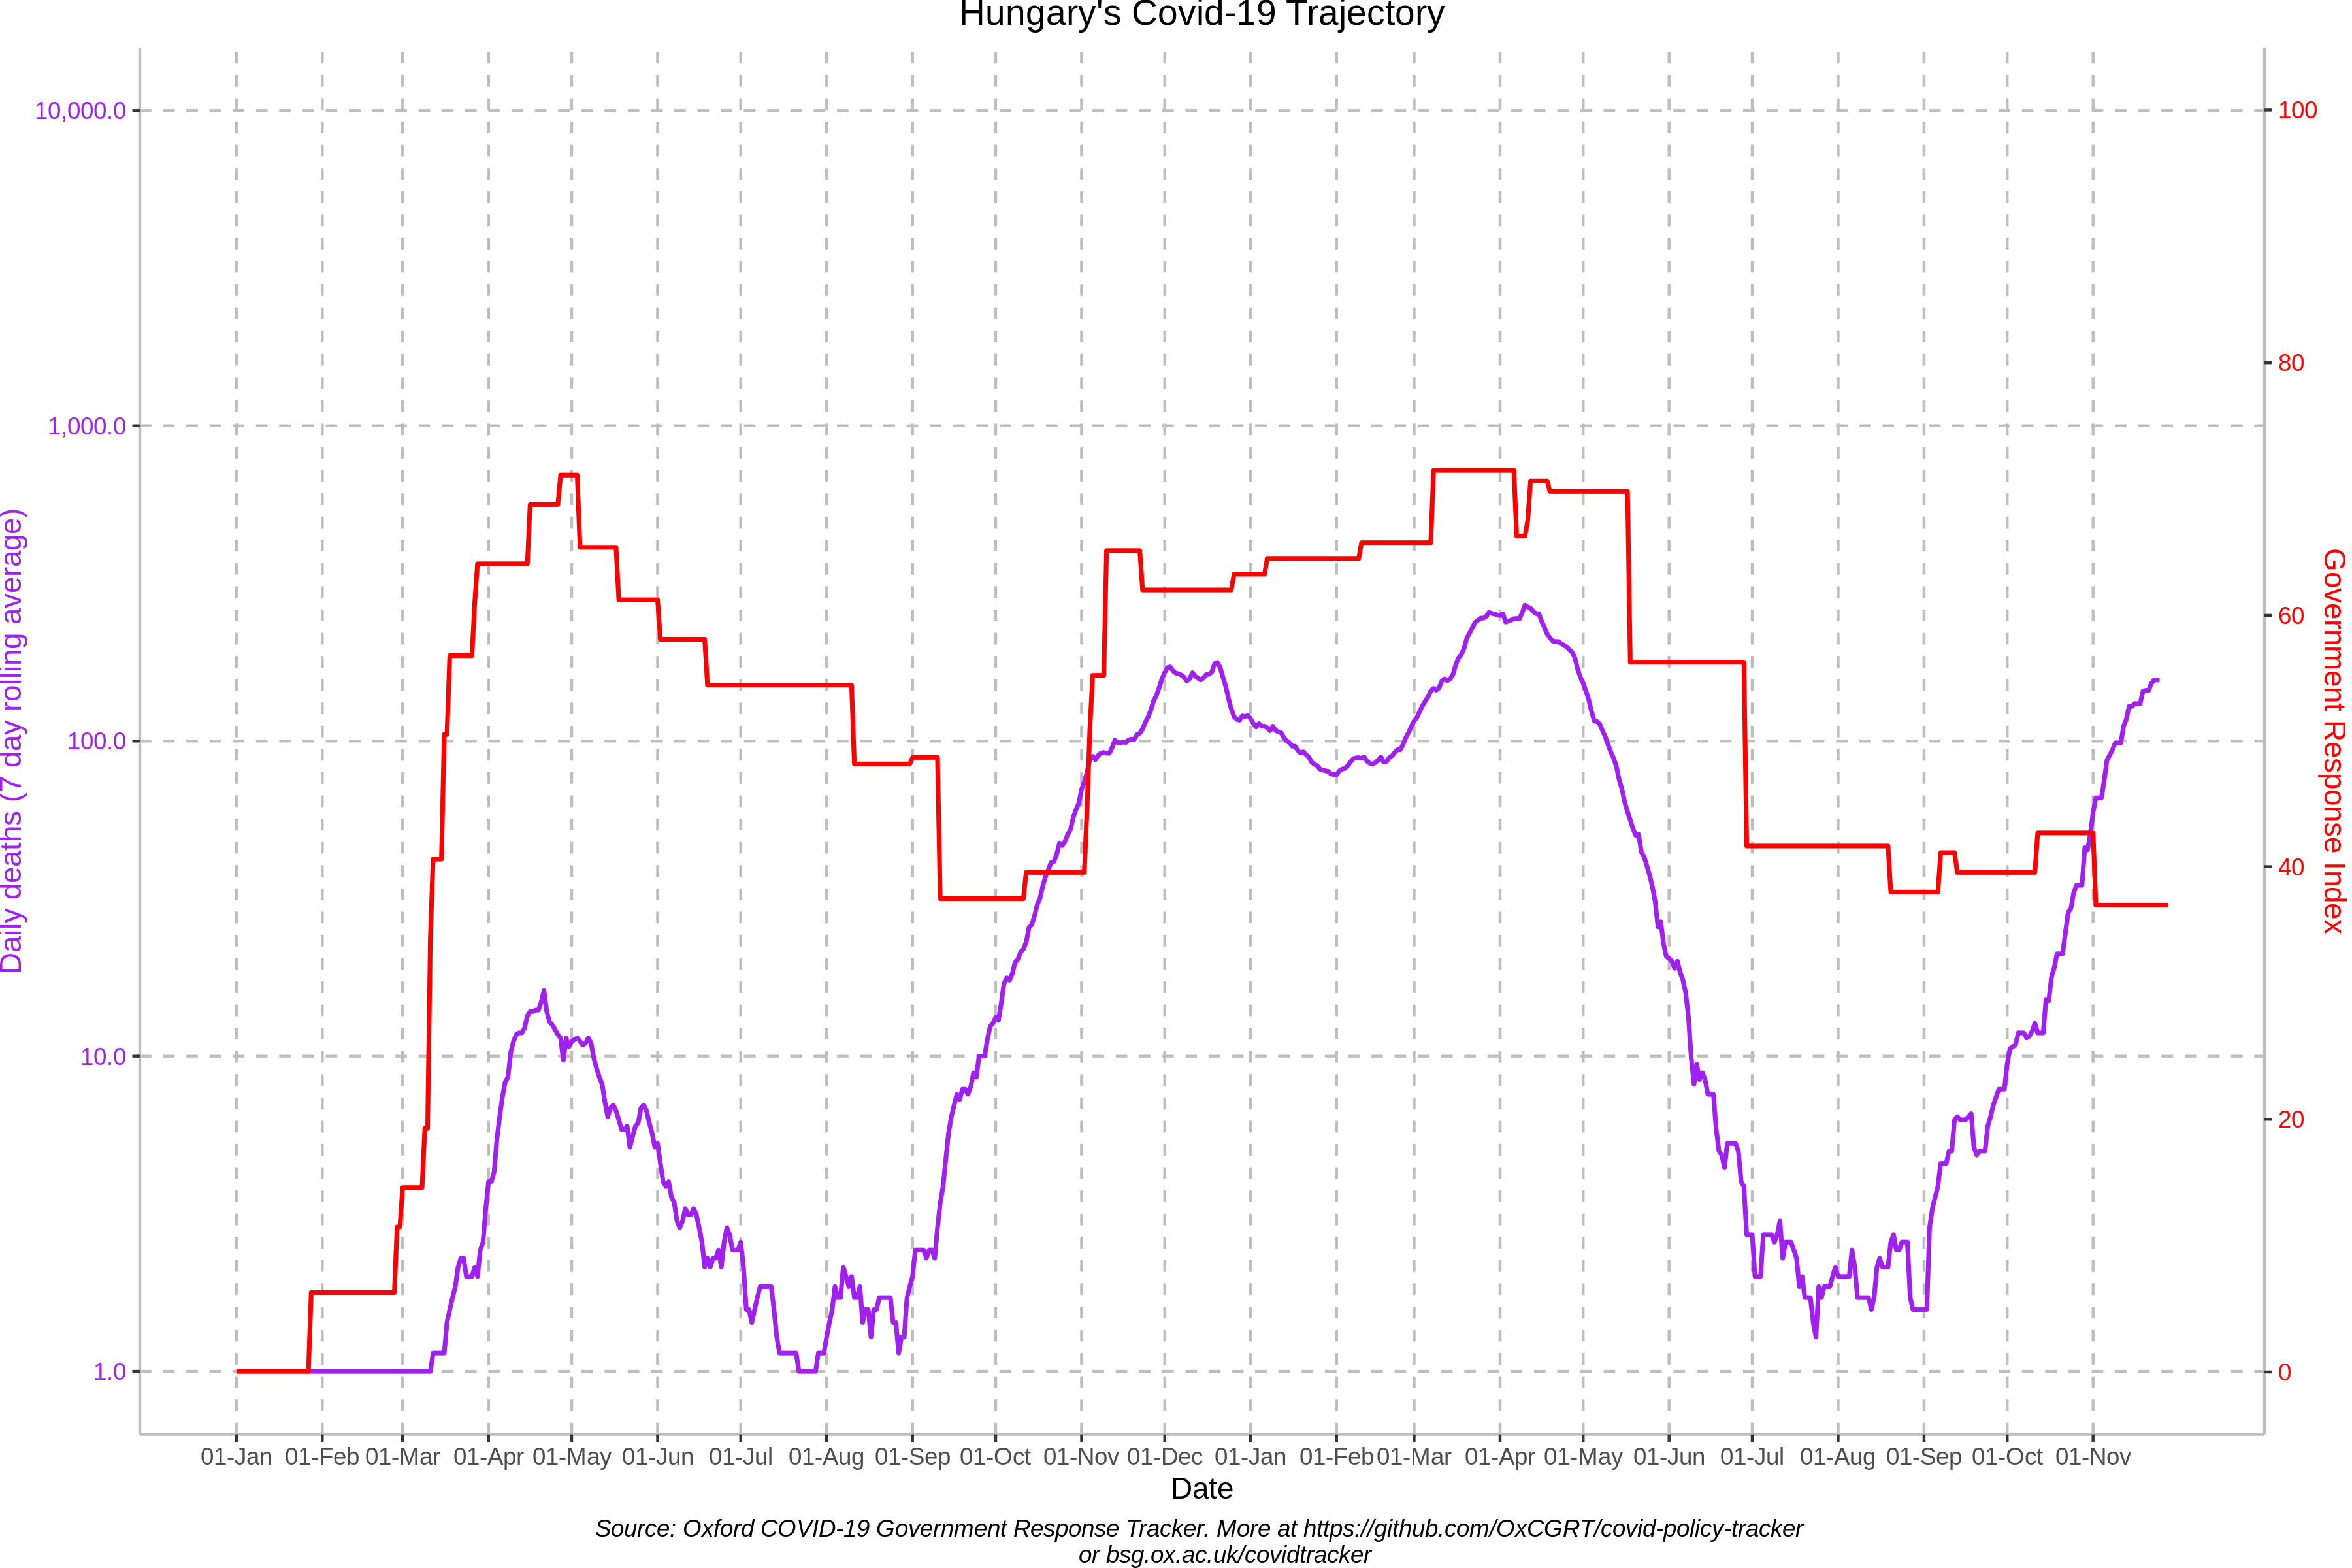 Hungary's Covid-19 Trajectory
10,000.0
1,000.0
100.0
10.0
1.0
Daily deaths (7 day rolling average)
100
80
60
40
20
0
Government Response Index
01-Jan 01-Feb 01-Mar 01-Apr 01-May 01-Jun 01-Jul 01-Aug 01-Sep 01-Oct 01-Nov 01-Dec 01-Jan 01-Feb 01-Mar 01-Apr 01-May 01-Jun 01-Jul 01-Aug 01-Sep 01-Oct 01-Nov
Date
Source: Oxford COVID-19 Government Response Tracker. More at https://github.com/OxCGRT/covid-policy-tracker
or bsg.ox.ac.uk/covidtracker